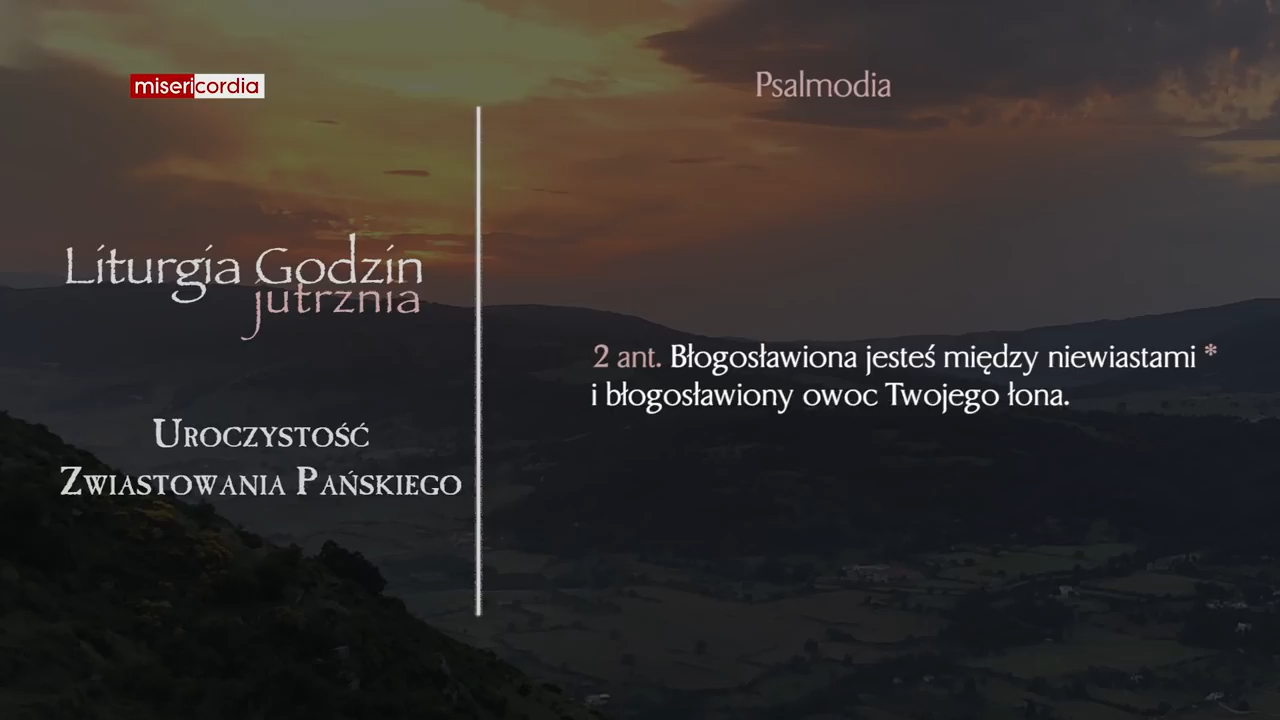 misericordia
Psalmodia
Liturgia Godzin
jutrznia
2 ant. Błogosławiona jesteś między niewiastami *
i błogosławiony owoc Twojego łona.
Uroczystość
Zwiastowania Pańskiego